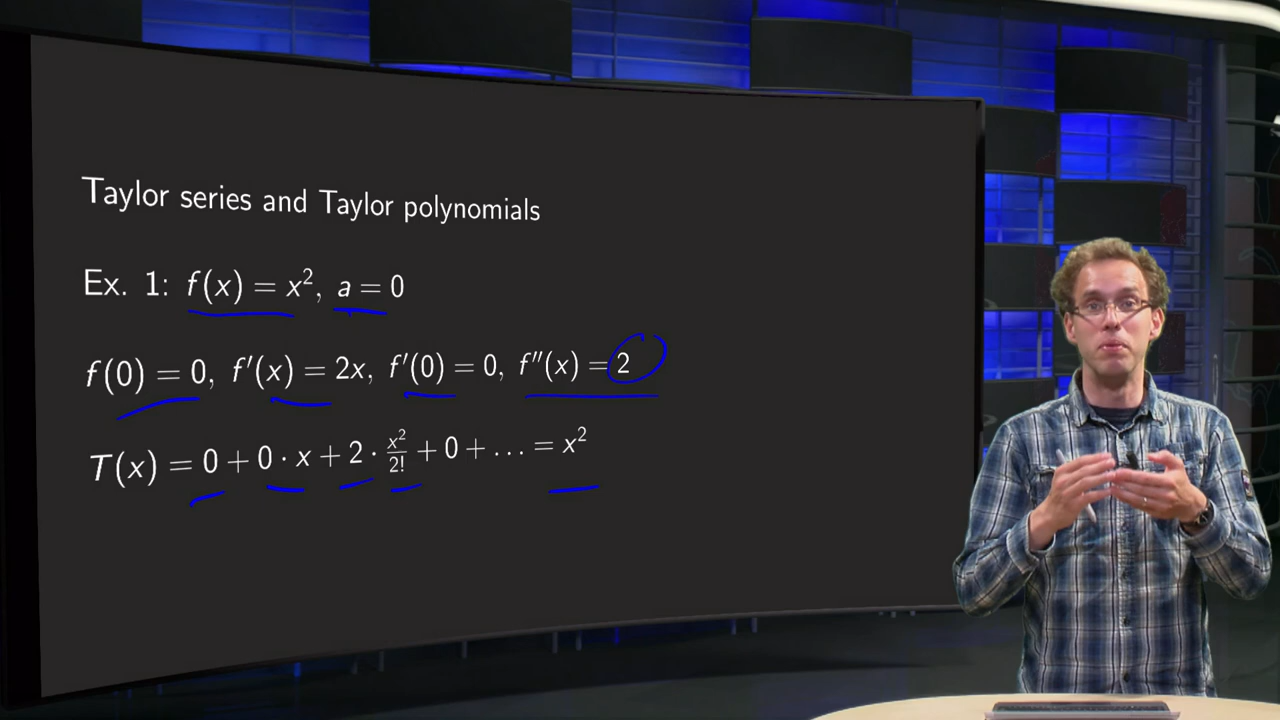 Taylor series and Taylor polynomials
Ex. 1: f(x) = x², a = 0
f(0) = 0, f′(x) = 2x, f′(0) = 0, f″(x) = 2
T(x) = 0 + 0 · x + 2 · x²/2! + 0 + … = x²